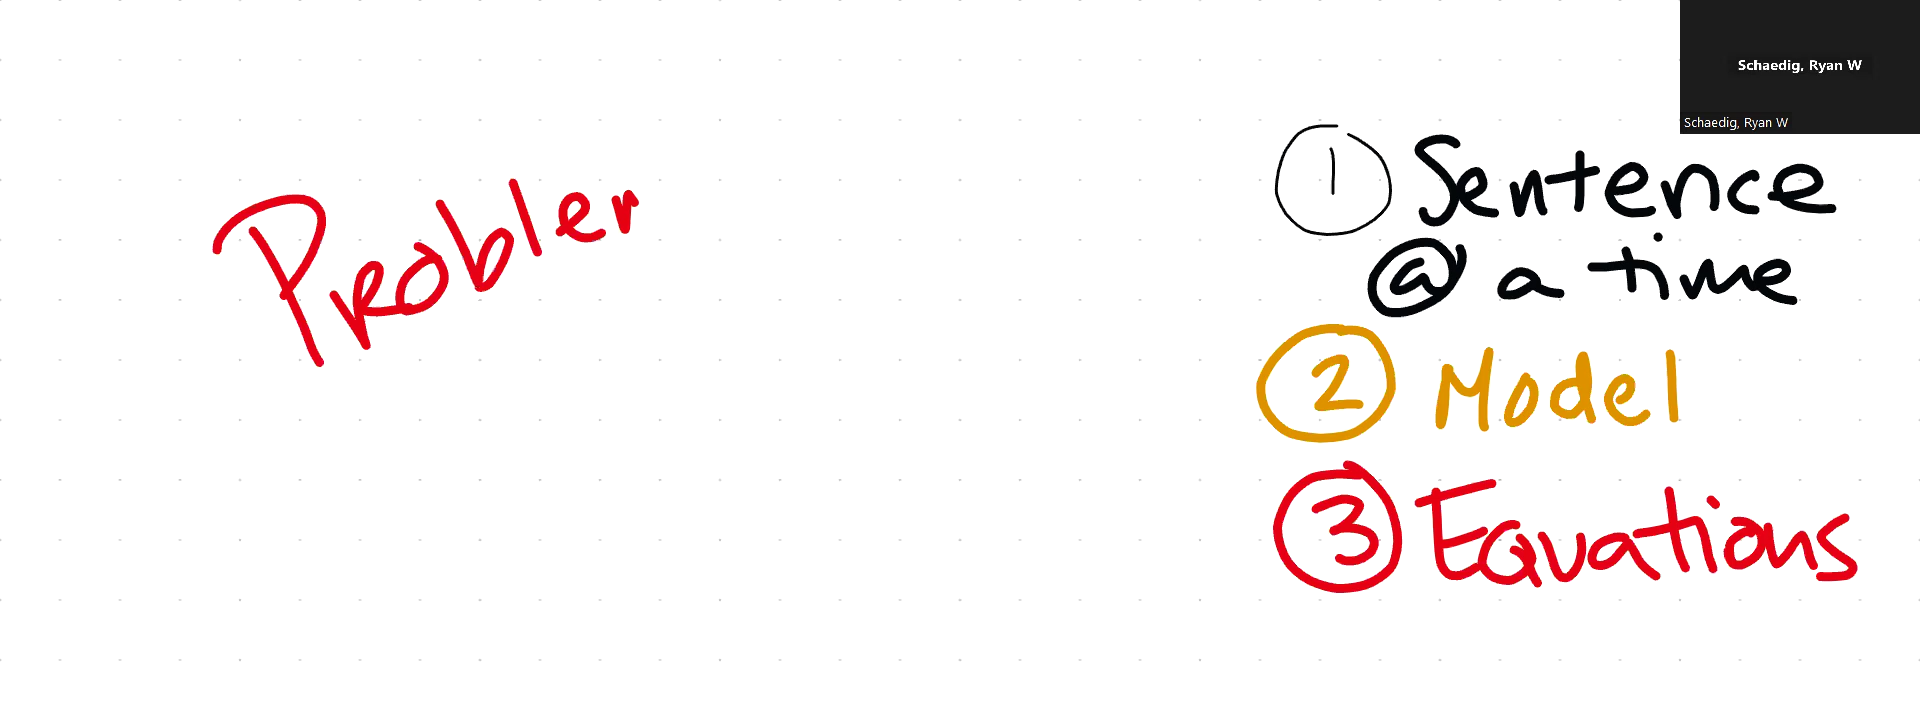 Schaedig, Ryan W
Schaedig, Ryan W
Probler
1 Sentence
@ a time
2 Model
3 Equations